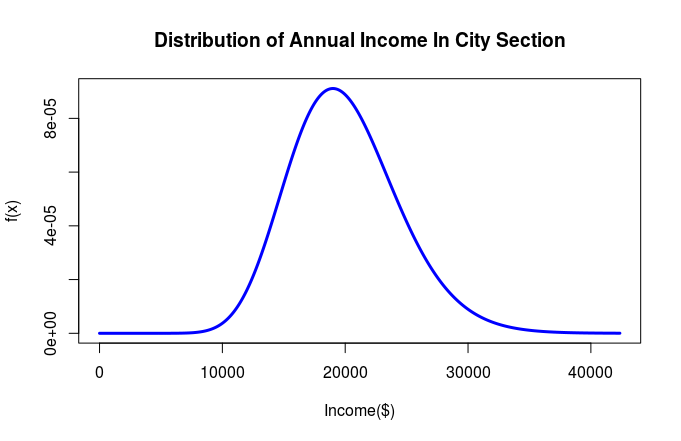 Distribution of Annual Income In City Section
f(x)
8e-05
4e-05
0e+00
0 10000 20000 30000 40000
Income($)